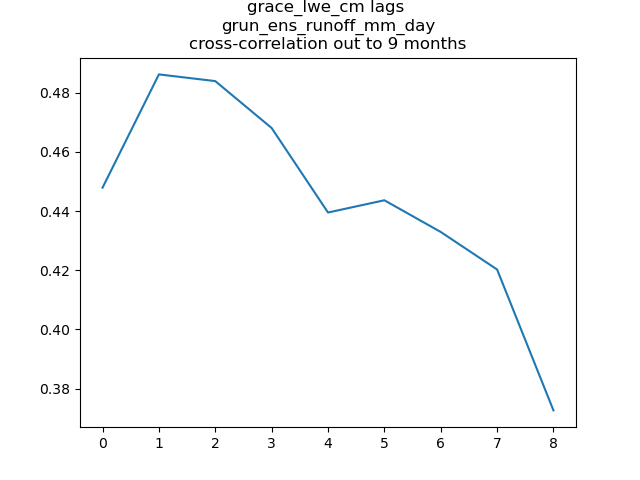 grace_lwe_cm lags
grun_ens_runoff_mm_day
cross-correlation out to 9 months
0.48
0.46
0.44
0.42
0.40
0.38
0 1 2 3 4 5 6 7 8